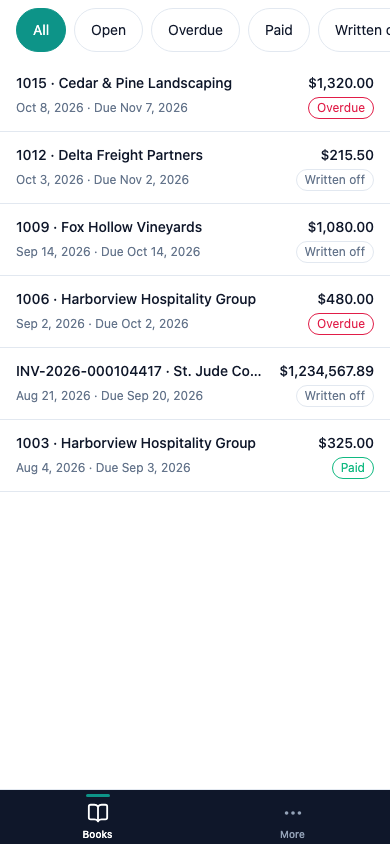 All Open Overdue Paid Written
1015 · Cedar & Pine Landscaping $1,320.00
Oct 8, 2026 · Due Nov 7, 2026 Overdue
1012 · Delta Freight Partners $215.50
Oct 3, 2026 · Due Nov 2, 2026 Written off
1009 · Fox Hollow Vineyards $1,080.00
Sep 14, 2026 · Due Oct 14, 2026 Written off
1006 · Harborview Hospitality Group $480.00
Sep 2, 2026 · Due Oct 2, 2026 Overdue
INV-2026-000104417 · St. Jude Co... $1,234,567.89
Aug 21, 2026 · Due Sep 20, 2026 Written off
1003 · Harborview Hospitality Group $325.00
Aug 4, 2026 · Due Sep 3, 2026 Paid
Books More